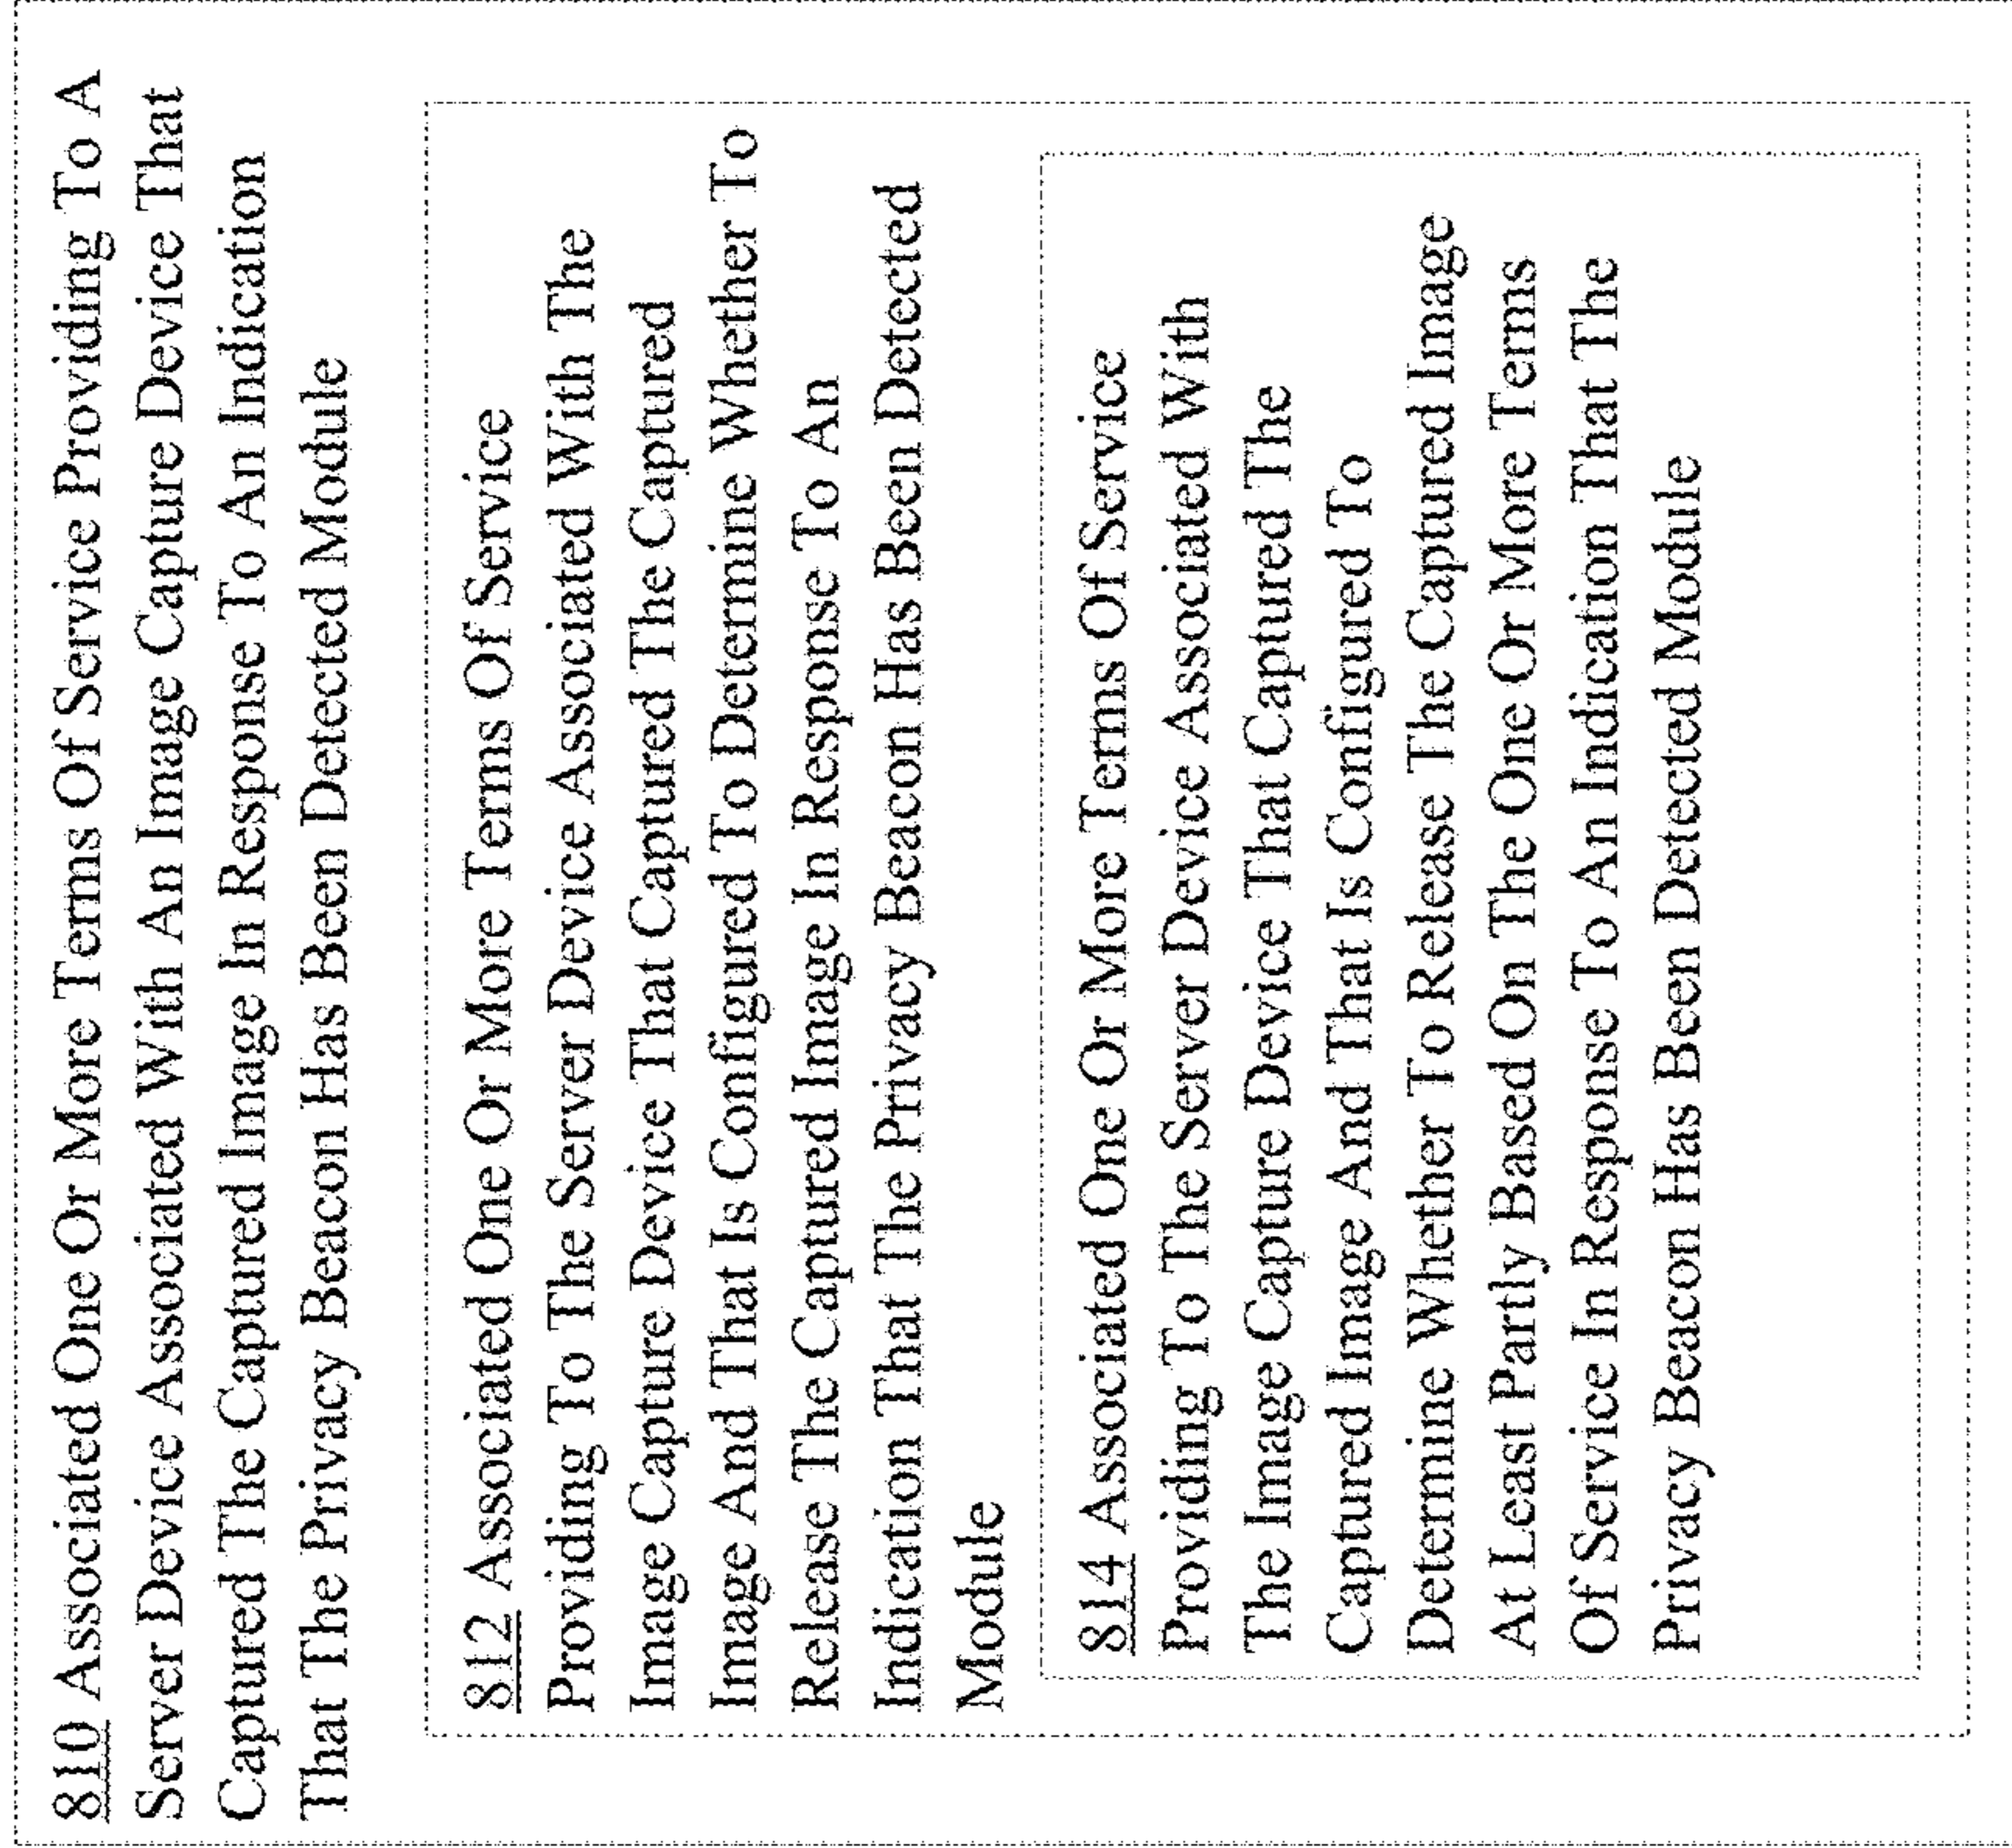 810 Associated One Or More Terms Of Service Providing To A
Server Device Associated With An Image Capture Device That
Captured The Captured Image In Response To An Indication
That The Privacy Beacon Has Been Detected Module
812 Associated One Or More Terms Of Service
Providing To The Server Device Associated With The
Image Capture Device That Captured The Captured
Image And That Is Configured To Determine Whether To
Release The Captured Image In Response To An
Indication That The Privacy Beacon Has Been Detected
Module
814 Associated One Or More Terms Of Service
Providing To The Server Device Associated With
The Image Capture Device That Captured The
Captured Image And That Is Configured To
Determine Whether To Release The Captured Image
At Least Partly Based On The One Or More Terms
Of Service In Response To An Indication That The
Privacy Beacon Has Been Detected Module